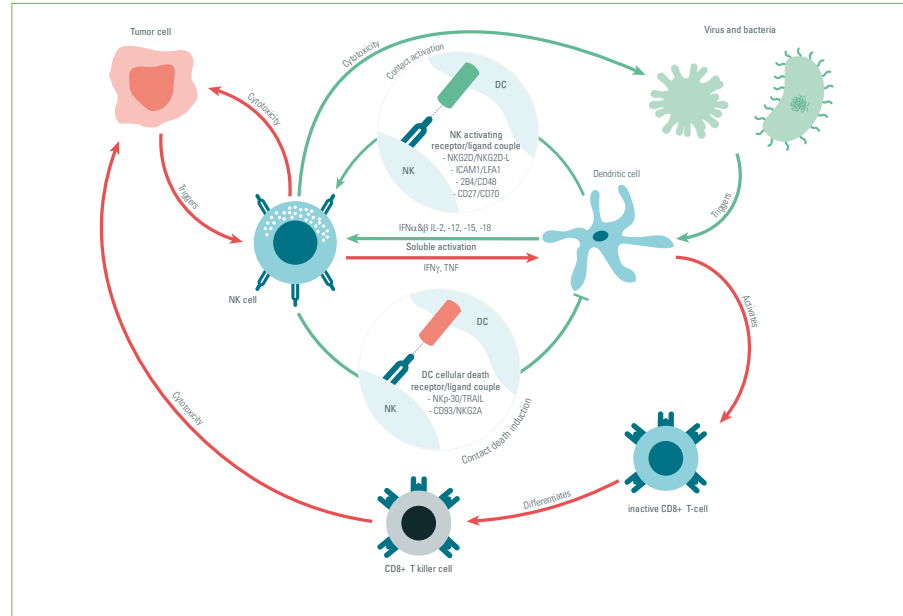 Tumor cell
Virus and bacteria
Cytotoxicity
Contact activation
DC
Cytotoxicity
NK activating
receptor/ligand couple
- NKG2D/NKG2D-L
- ICAM1/LFA1
- 2B4/CD48
- CD27/CD70
NK
Dendritic cell
Triggers
Triggers
IFNα&β IL-2, -12, -15, -18
Soluble activation
IFNγ, TNF
NK cell
DC
Activates
DC cellular death
receptor/ligand couple
- NKp-30/TRAIL
- CD93/NKG2A
NK
Contact death induction
Cytotoxicity
Differentiates
inactive CD8+ T-cell
CD8+ T killer cell